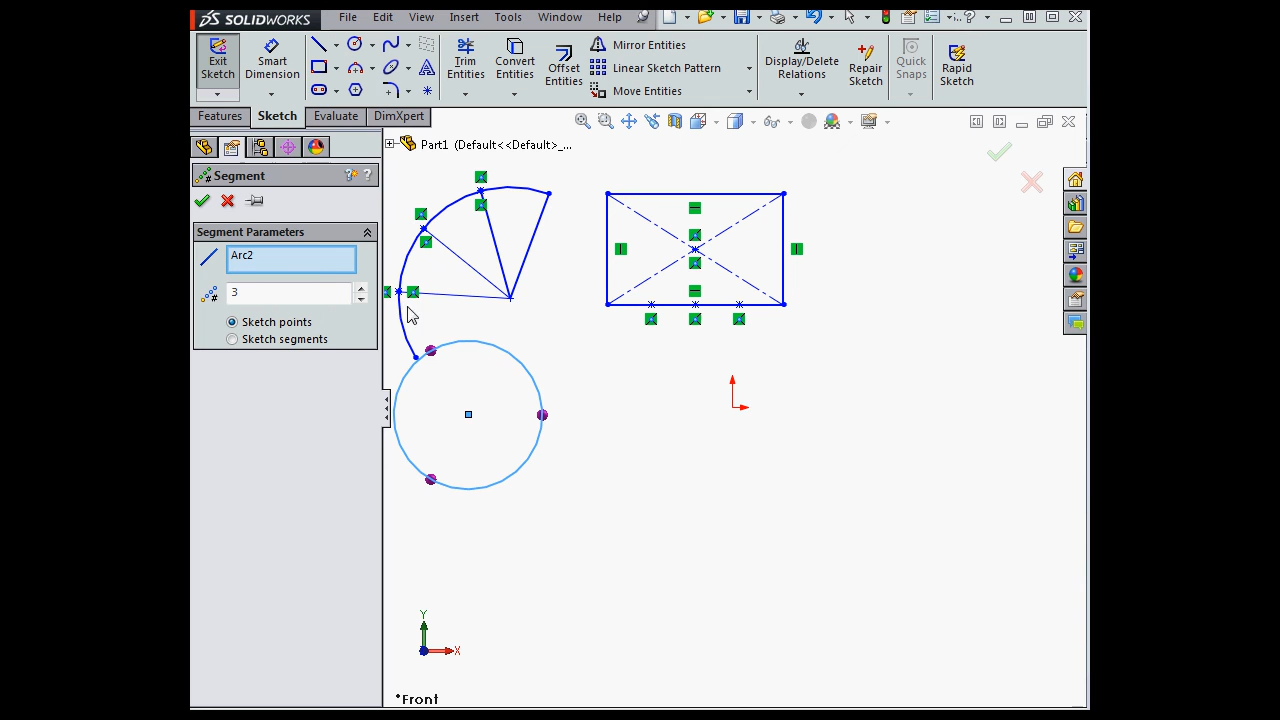 SOLIDWORKS File Edit View Insert Tools Window Help
Exit Sketch
Smart Dimension
Trim Entities
Convert Entities
Offset Entities
Mirror Entities
Linear Sketch Pattern
Move Entities
Display/Delete Relations
Repair Sketch
Quick Snaps
Rapid Sketch
Features Sketch Evaluate DimXpert
Part1 (Default<<Default>_...
Segment
Segment Parameters
Arc2
3
Sketch points
Sketch segments
Y
X
*Front